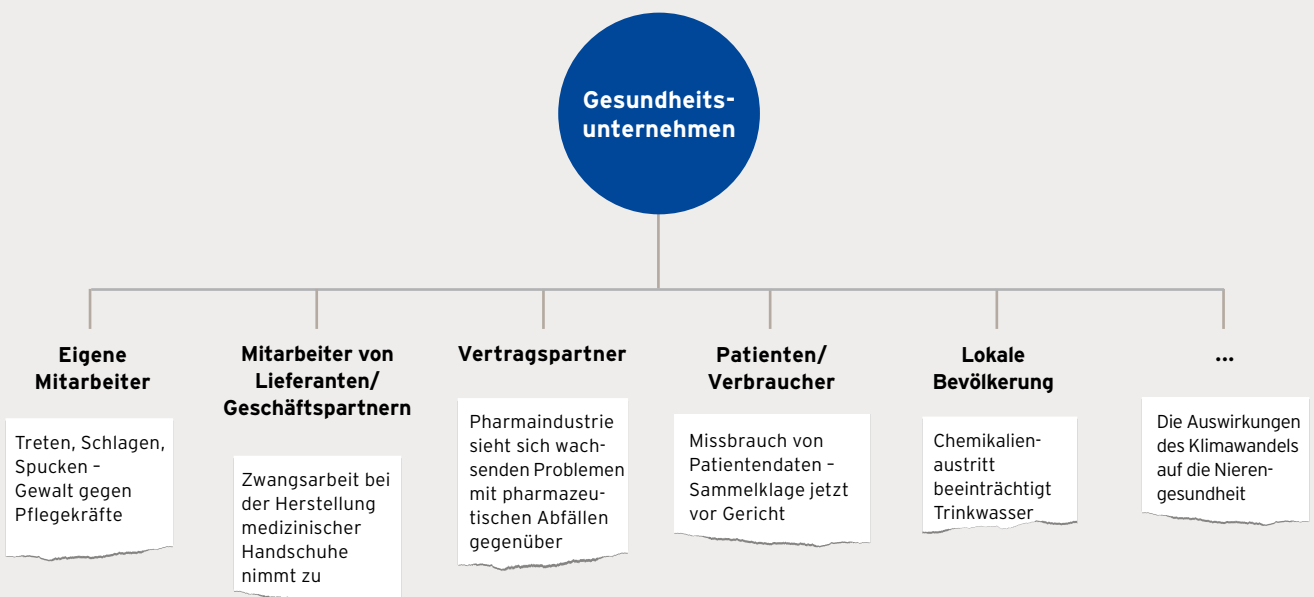 Gesundheits-
unternehmen
Eigene
Mitarbeiter
Treten, Schlagen,
Spucken –
Gewalt gegen
Pflegekräfte
Mitarbeiter von
Lieferanten/
Geschäftspartnern
Zwangsarbeit bei
der Herstellung
medizinischer
Handschuhe
nimmt zu
Vertragspartner
Pharmaindustrie
sieht sich wach-
senden Problemen
mit pharmazeu-
tischen Abfällen
gegenüber
Patienten/
Verbraucher
Missbrauch von
Patientendaten –
Sammelklage jetzt
vor Gericht
Lokale
Bevölkerung
Chemikalien-
austritt
beeinträchtigt
Trinkwasser
...
Die Auswirkungen
des Klimawandels
auf die Nieren-
gesundheit